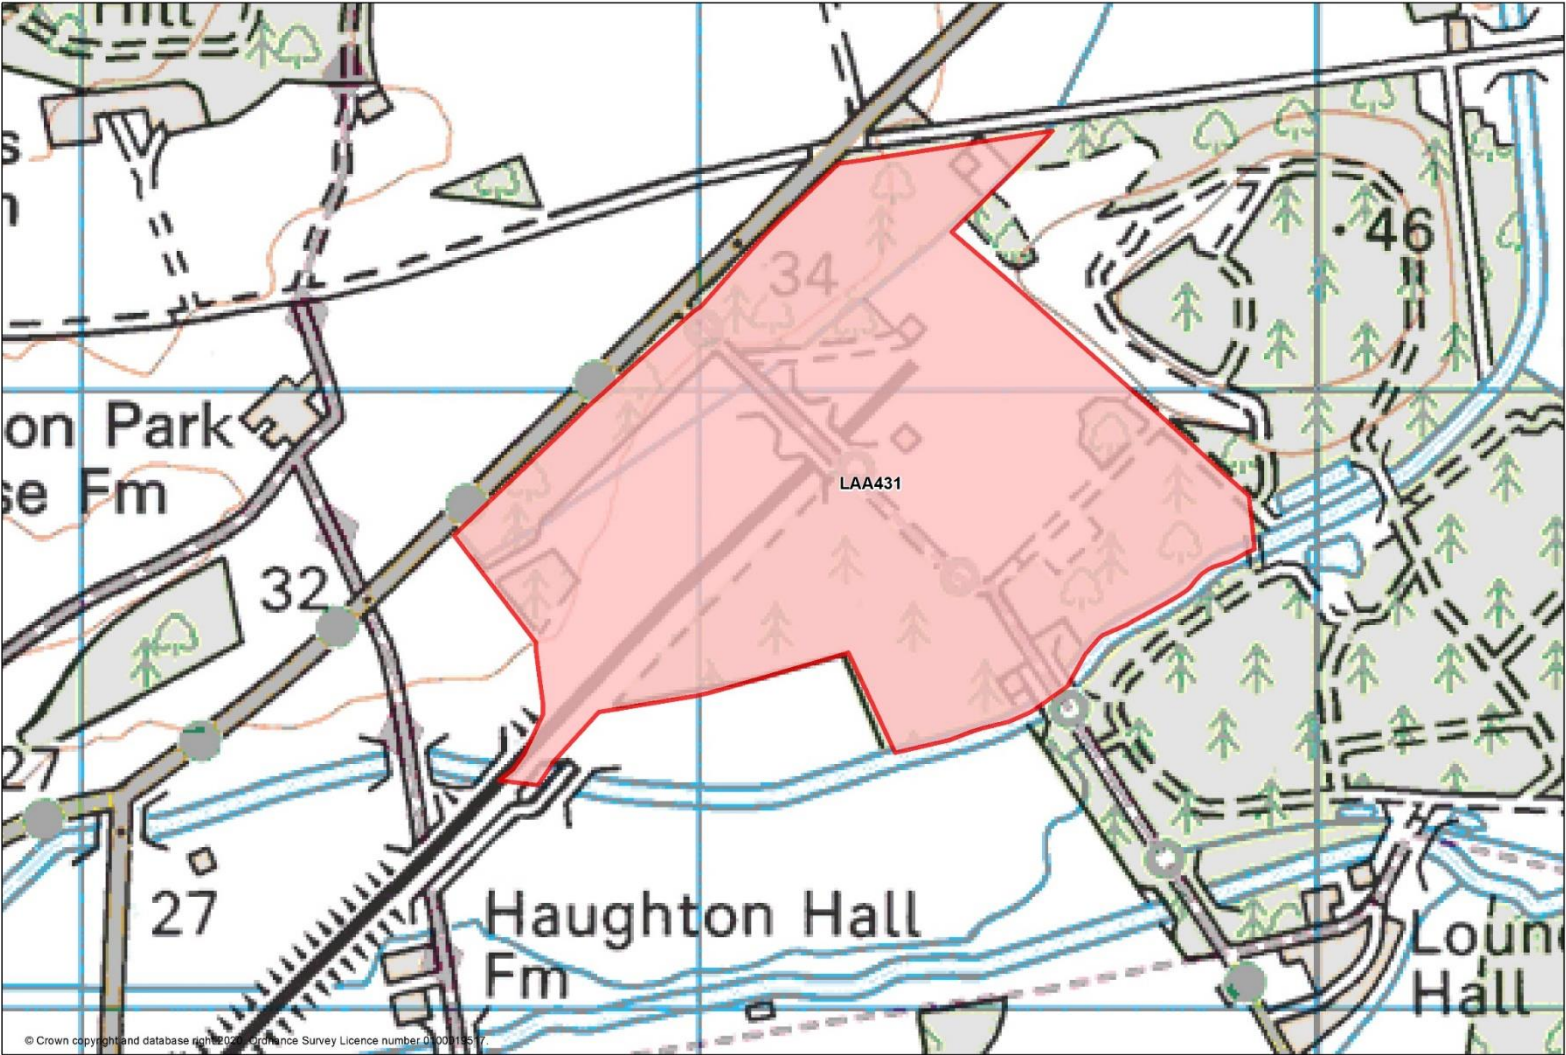 Hill
s
n
46
34
on Park
se Fm
LAA431
32
27
27
H
Haughton Hall
Fm
Loun
Hall
© Crown copyright and database right 2020. Ordnance Survey Licence number